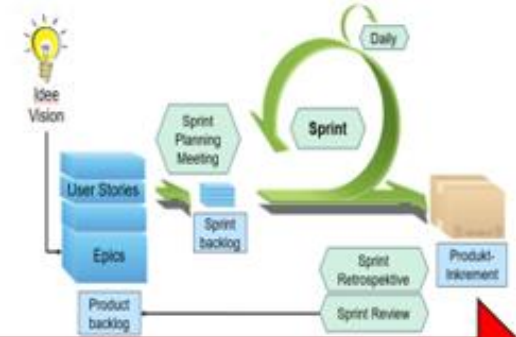 Idee
Vision
User Stories
Epics
Product
backlog
Sprint
Planning
Meeting
Sprint
backlog
Daily
Sprint
Produkt-
Inkrement
Sprint
Retrospektive
Sprint Review